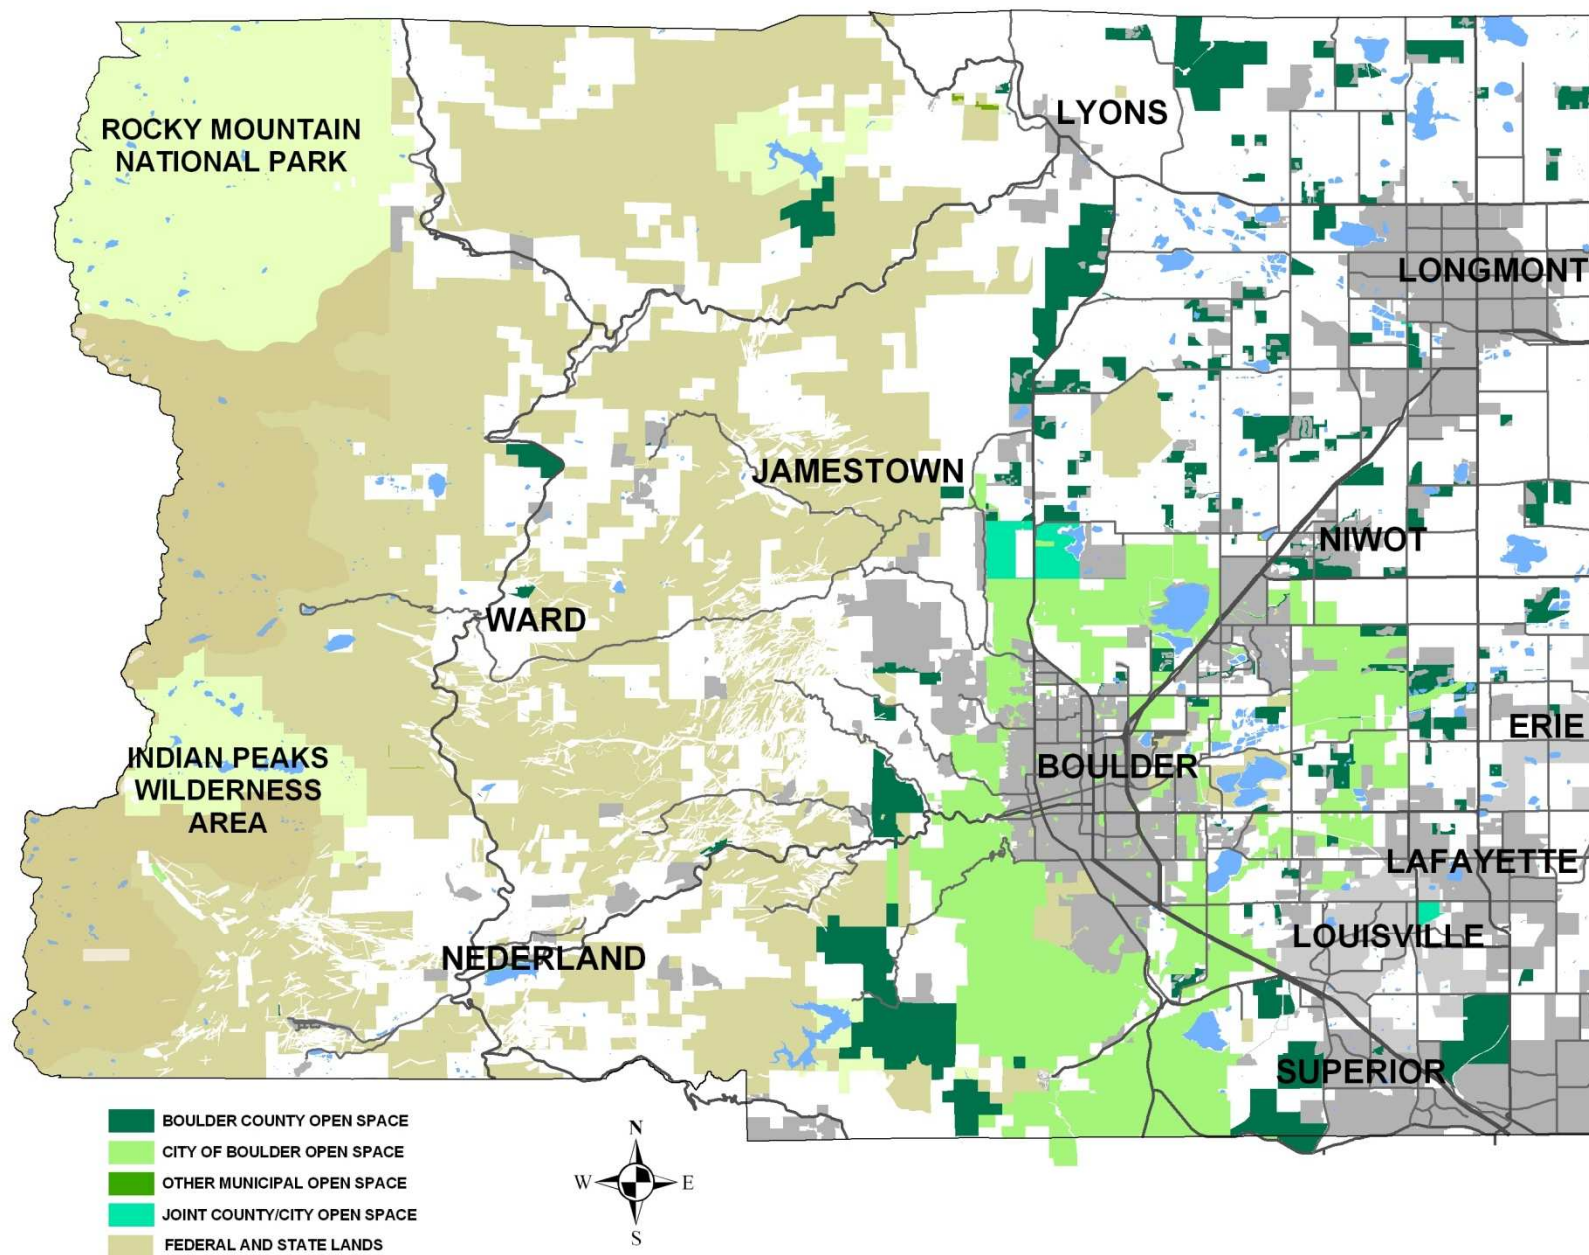 ROCKY MOUNTAIN
NATIONAL PARK
LYONS
LONGMONT
JAMESTOWN
NIWOT
WARD
ERIE
INDIAN PEAKS
WILDERNESS
AREA
BOULDER
LAFAYETTE
LOUISVILLE
NEDERLAND
SUPERIOR
BOULDER COUNTY OPEN SPACE
CITY OF BOULDER OPEN SPACE
OTHER MUNICIPAL OPEN SPACE
JOINT COUNTY/CITY OPEN SPACE
FEDERAL AND STATE LANDS
N
W E
S